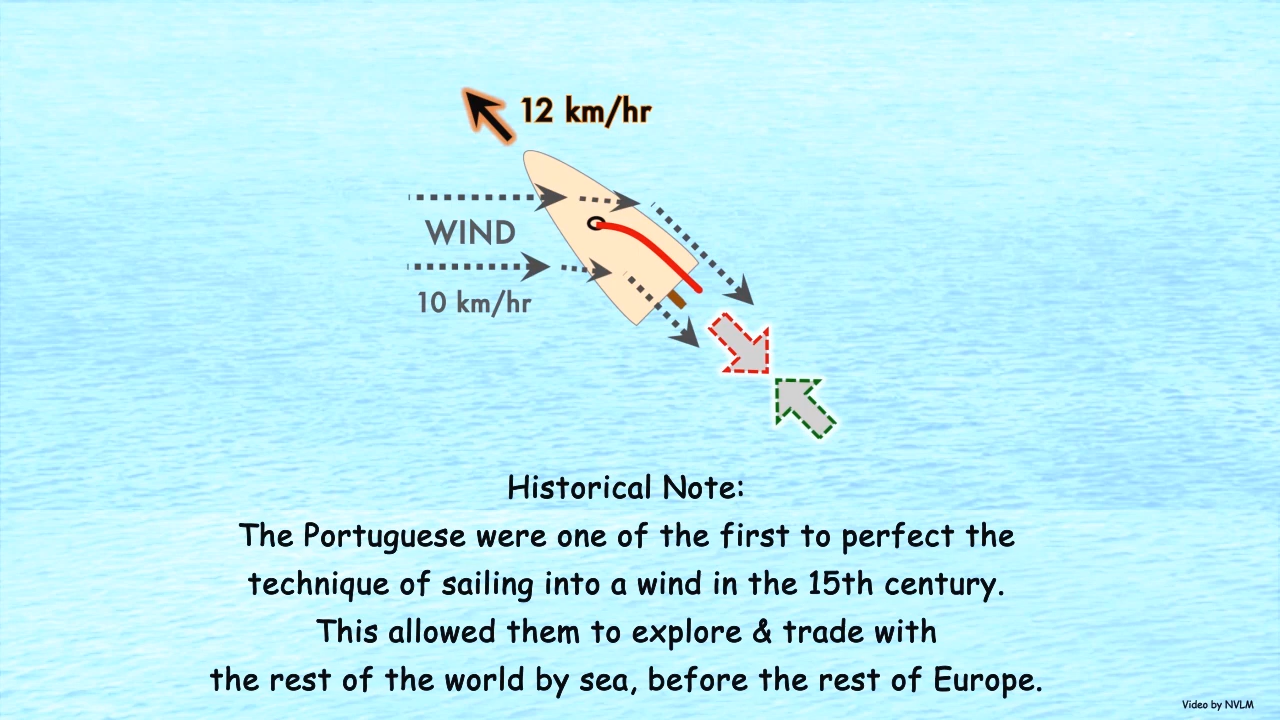 12 km/hr
WIND
10 km/hr
Historical Note:
The Portuguese were one of the first to perfect the
technique of sailing into a wind in the 15th century.
This allowed them to explore & trade with
the rest of the world by sea, before the rest of Europe.
Video by NVLM